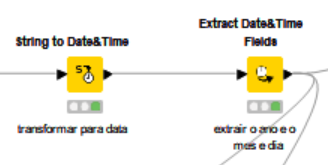 String to Date&Time
Extract Date&Time
Fields
transformar para data
extrair o ano e o
mes e dia